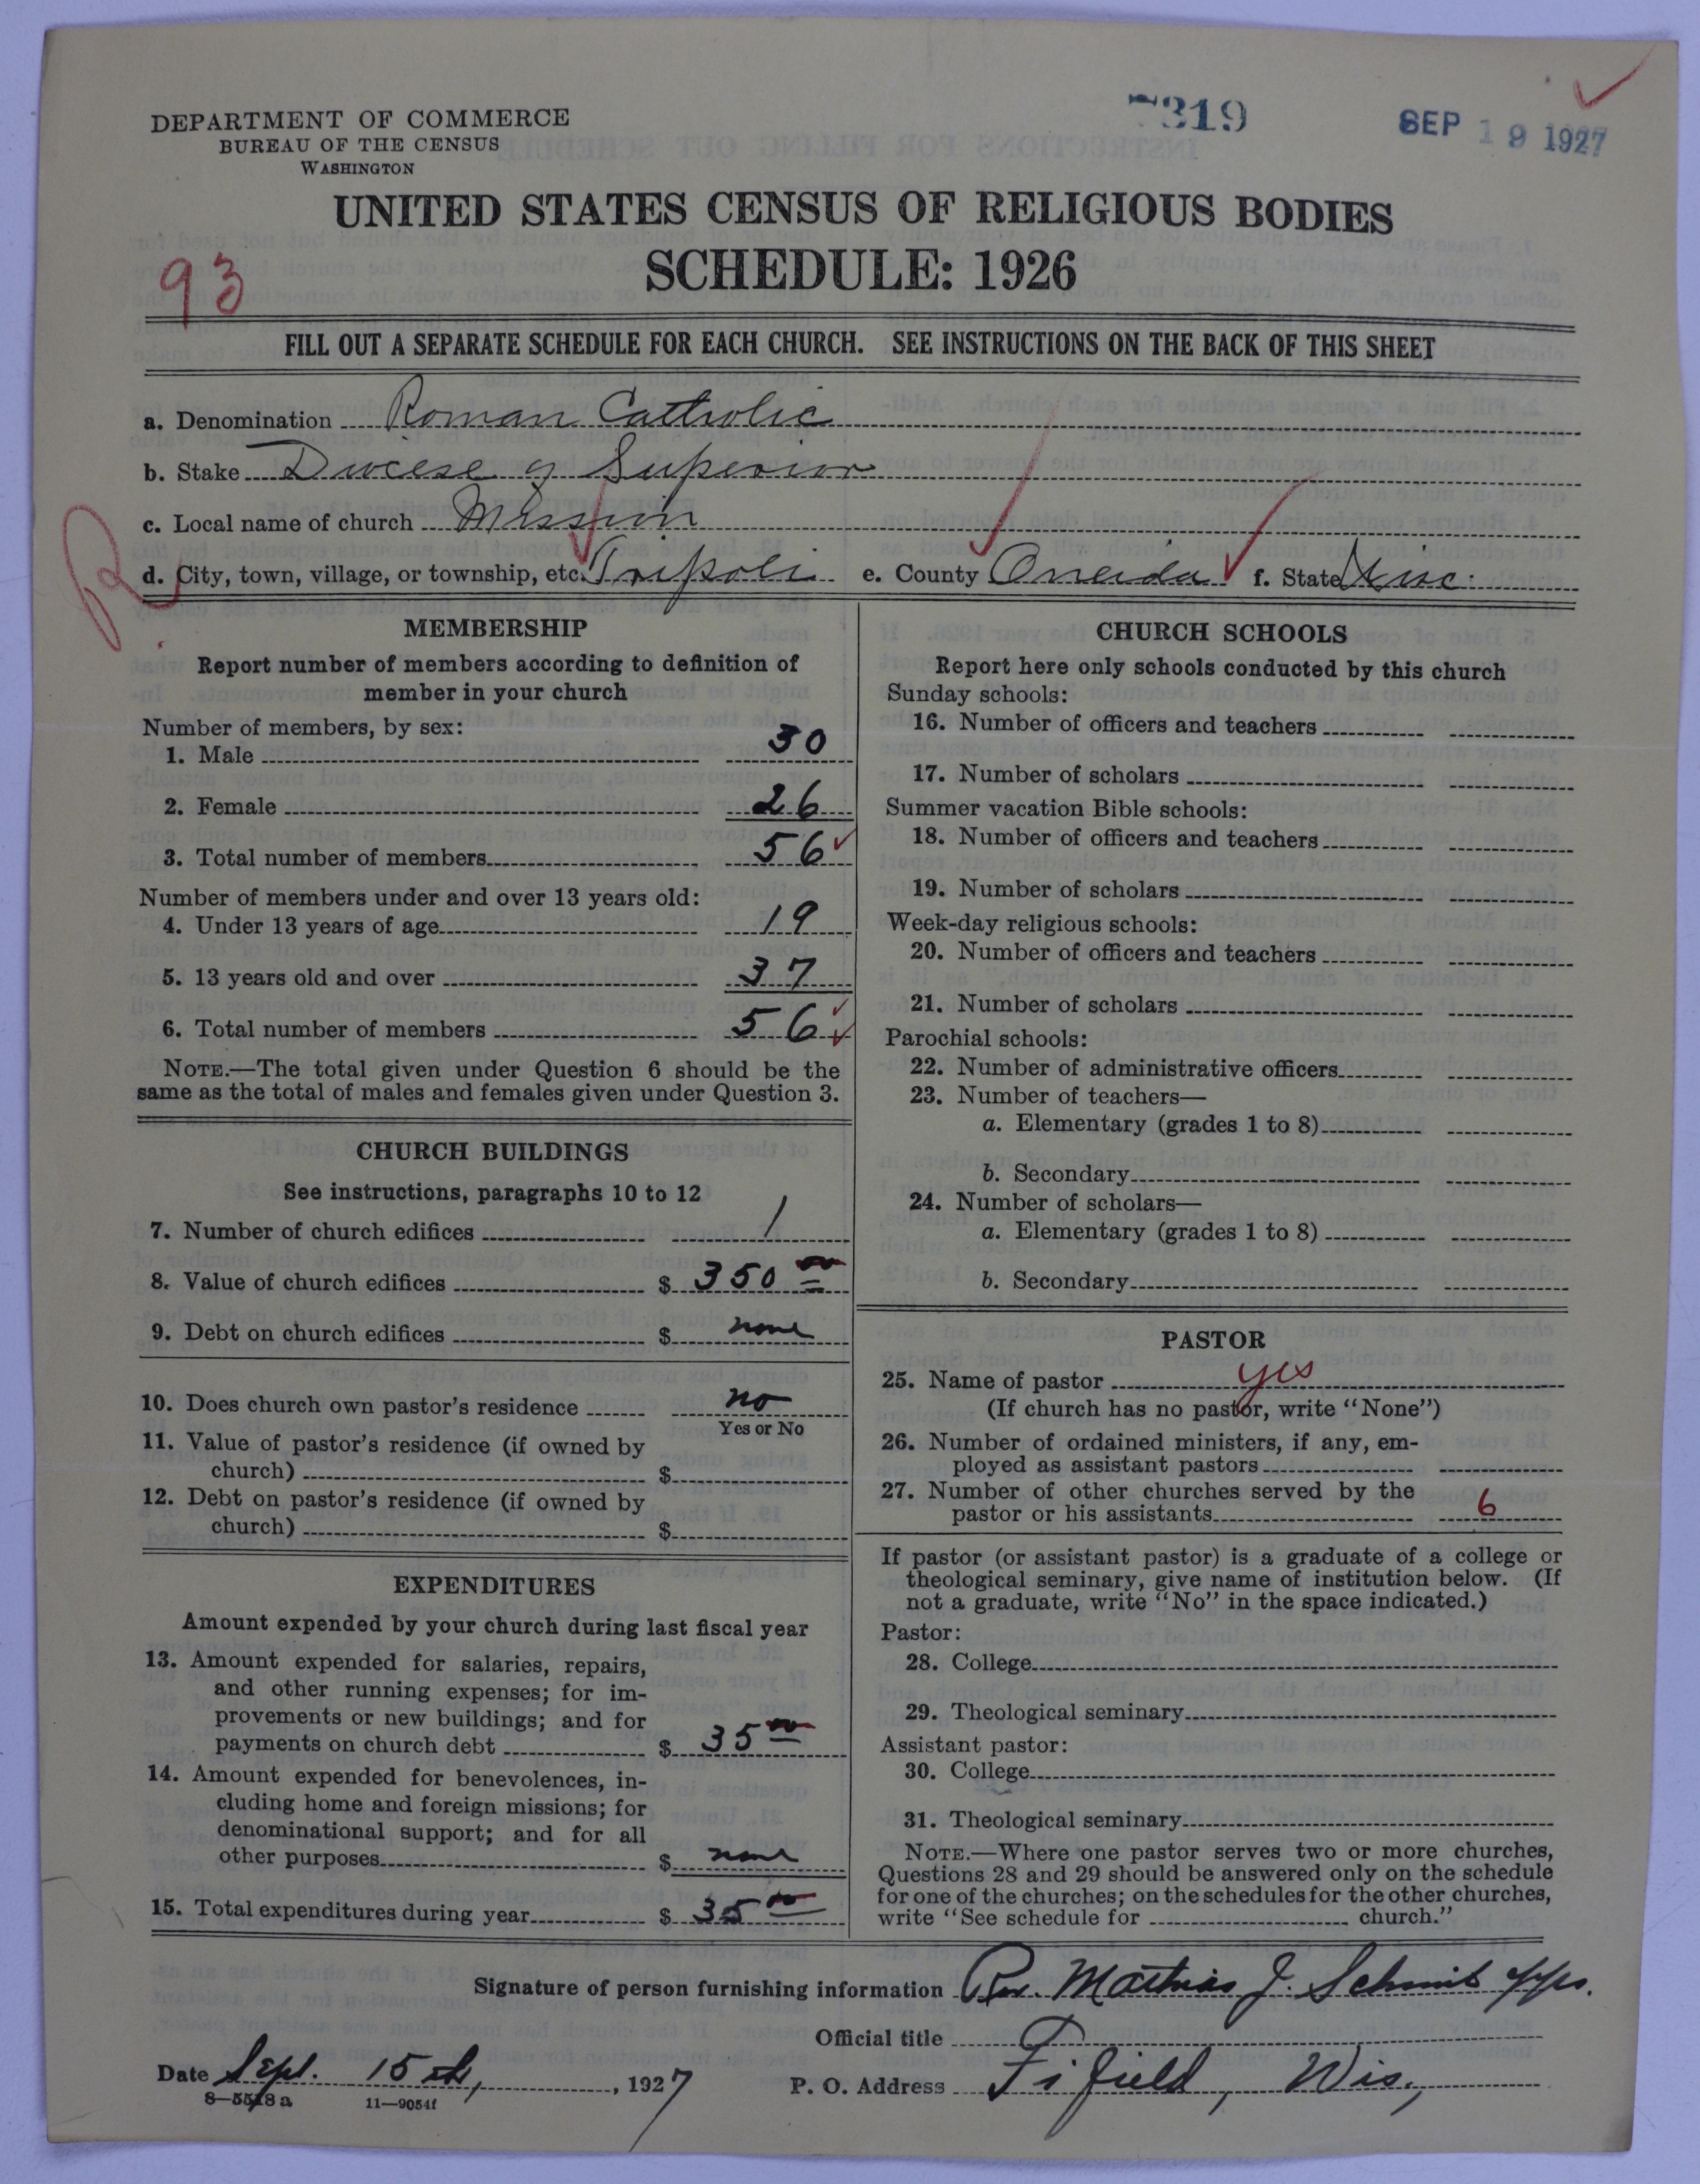 DEPARTMENT OF COMMERCE
BUREAU OF THE CENSUS
WASHINGTON
7319
SEP 19 1927
UNITED STATES CENSUS OF RELIGIOUS BODIES
SCHEDULE: 1926
93
FILL OUT A SEPARATE SCHEDULE FOR EACH CHURCH. SEE INSTRUCTIONS ON THE BACK OF THIS SHEET
a. Denomination Roman Catholic
b. Stake Diocese of Superior
c. Local name of church Mission
R
d. City, town, village, or township, etc. Tripoli e. County Oneida f. State Wisc.
MEMBERSHIP
Report number of members according to definition of
member in your church
Number of members, by sex:
1. Male 30
2. Female 26
3. Total number of members 56
Number of members under and over 13 years old:
4. Under 13 years of age 19
5. 13 years old and over 37
6. Total number of members 56
NOTE.—The total given under Question 6 should be the
same as the total of males and females given under Question 3.
CHURCH BUILDINGS
See instructions, paragraphs 10 to 12
7. Number of church edifices 1
8. Value of church edifices $ 350 00
9. Debt on church edifices $ none
10. Does church own pastor's residence no
Yes or No
11. Value of pastor's residence (if owned by
church) $
12. Debt on pastor's residence (if owned by
church) $
EXPENDITURES
Amount expended by your church during last fiscal year
13. Amount expended for salaries, repairs,
and other running expenses; for im-
provements or new buildings; and for
payments on church debt $ 35 00
14. Amount expended for benevolences, in-
cluding home and foreign missions; for
denominational support; and for all
other purposes $ none
15. Total expenditures during year $ 35 00
CHURCH SCHOOLS
Report here only schools conducted by this church
Sunday schools:
16. Number of officers and teachers
17. Number of scholars
Summer vacation Bible schools:
18. Number of officers and teachers
19. Number of scholars
Week-day religious schools:
20. Number of officers and teachers
21. Number of scholars
Parochial schools:
22. Number of administrative officers
23. Number of teachers—
a. Elementary (grades 1 to 8)
b. Secondary
24. Number of scholars—
a. Elementary (grades 1 to 8)
b. Secondary
PASTOR
25. Name of pastor yes
(If church has no pastor, write "None")
26. Number of ordained ministers, if any, em-
ployed as assistant pastors
27. Number of other churches served by the
pastor or his assistants 6
If pastor (or assistant pastor) is a graduate of a college or
theological seminary, give name of institution below. (If
not a graduate, write "No" in the space indicated.)
Pastor:
28. College
29. Theological seminary
Assistant pastor:
30. College
31. Theological seminary
NOTE.—Where one pastor serves two or more churches,
Questions 28 and 29 should be answered only on the schedule
for one of the churches; on the schedules for the other churches,
write "See schedule for church."
Signature of person furnishing information Rev. Mathias J. Schmit
Official title
Date Sept. 15th, 1927 P. O. Address Fifield, Wis.,
8—5518a 11—9054f